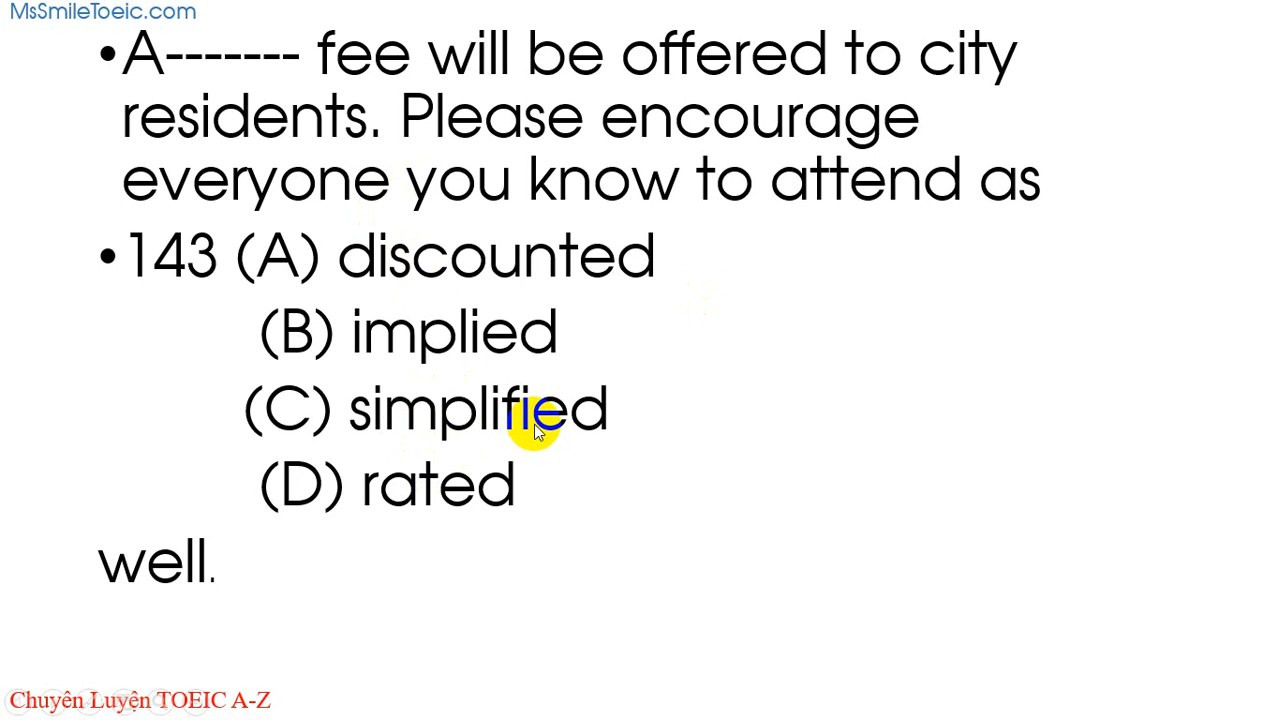 MsSmileToeic.com
•A------- fee will be offered to city
residents. Please encourage
everyone you know to attend as
•143 (A) discounted
(B) implied
(C) simplified
(D) rated
well.
Chuyên Luyện TOEIC A-Z